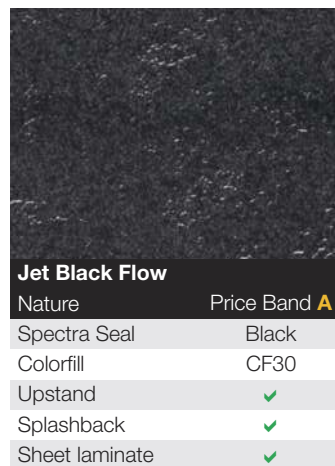 Jet Black Flow
Nature Price Band A
Spectra Seal Black
Colorfill CF30
Upstand ✓
Splashback ✓
Sheet laminate ✓